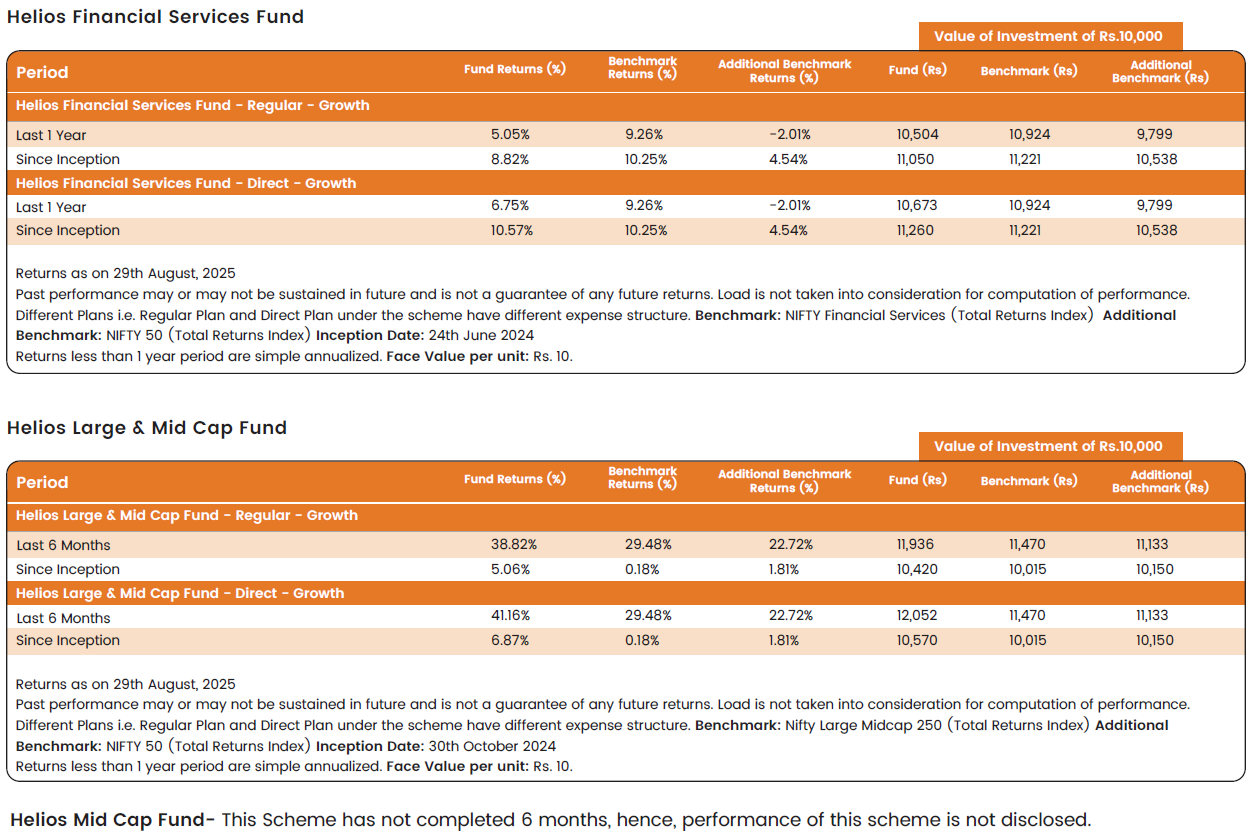 Helios Financial Services Fund
Value of Investment of Rs.10,000
Period Fund Returns (%) Benchmark Returns (%) Additional Benchmark Returns (%) Fund (Rs) Benchmark (Rs) Additional Benchmark (Rs)
Helios Financial Services Fund - Regular - Growth
Last 1 Year 5.05% 9.26% -2.01% 10,504 10,924 9,799
Since Inception 8.82% 10.25% 4.54% 11,050 11,221 10,538
Helios Financial Services Fund - Direct - Growth
Last 1 Year 6.75% 9.26% -2.01% 10,673 10,924 9,799
Since Inception 10.57% 10.25% 4.54% 11,260 11,221 10,538
Returns as on 29th August, 2025
Past performance may or may not be sustained in future and is not a guarantee of any future returns. Load is not taken into consideration for computation of performance.
Different Plans i.e. Regular Plan and Direct Plan under the scheme have different expense structure. Benchmark: NIFTY Financial Services (Total Returns Index) Additional
Benchmark: NIFTY 50 (Total Returns Index) Inception Date: 24th June 2024
Returns less than 1 year period are simple annualized. Face Value per unit: Rs. 10.
Helios Large & Mid Cap Fund
Value of Investment of Rs.10,000
Period Fund Returns (%) Benchmark Returns (%) Additional Benchmark Returns (%) Fund (Rs) Benchmark (Rs) Additional Benchmark (Rs)
Helios Large & Mid Cap Fund - Regular - Growth
Last 6 Months 38.82% 29.48% 22.72% 11,936 11,470 11,133
Since Inception 5.06% 0.18% 1.81% 10,420 10,015 10,150
Helios Large & Mid Cap Fund - Direct - Growth
Last 6 Months 41.16% 29.48% 22.72% 12,052 11,470 11,133
Since Inception 6.87% 0.18% 1.81% 10,570 10,015 10,150
Returns as on 29th August, 2025
Past performance may or may not be sustained in future and is not a guarantee of any future returns. Load is not taken into consideration for computation of performance.
Different Plans i.e. Regular Plan and Direct Plan under the scheme have different expense structure. Benchmark: Nifty Large Midcap 250 (Total Returns Index) Additional
Benchmark: NIFTY 50 (Total Returns Index) Inception Date: 30th October 2024
Returns less than 1 year period are simple annualized. Face Value per unit: Rs. 10.
Helios Mid Cap Fund- This Scheme has not completed 6 months, hence, performance of this scheme is not disclosed.